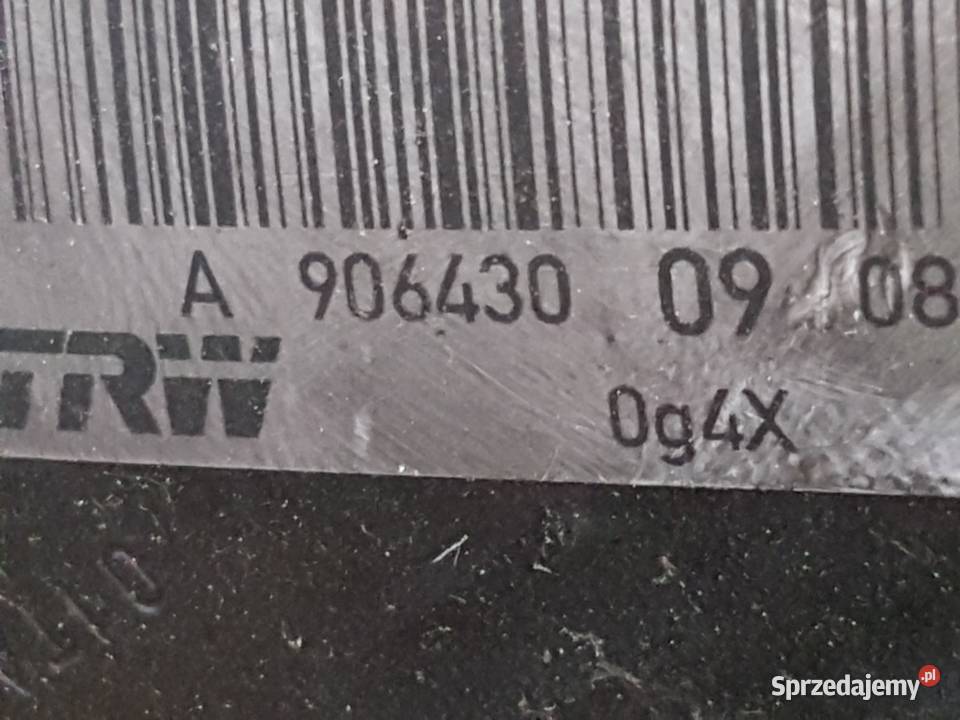 A 906430 09 08
TRW
0g4X
Sprzedajemy.pl